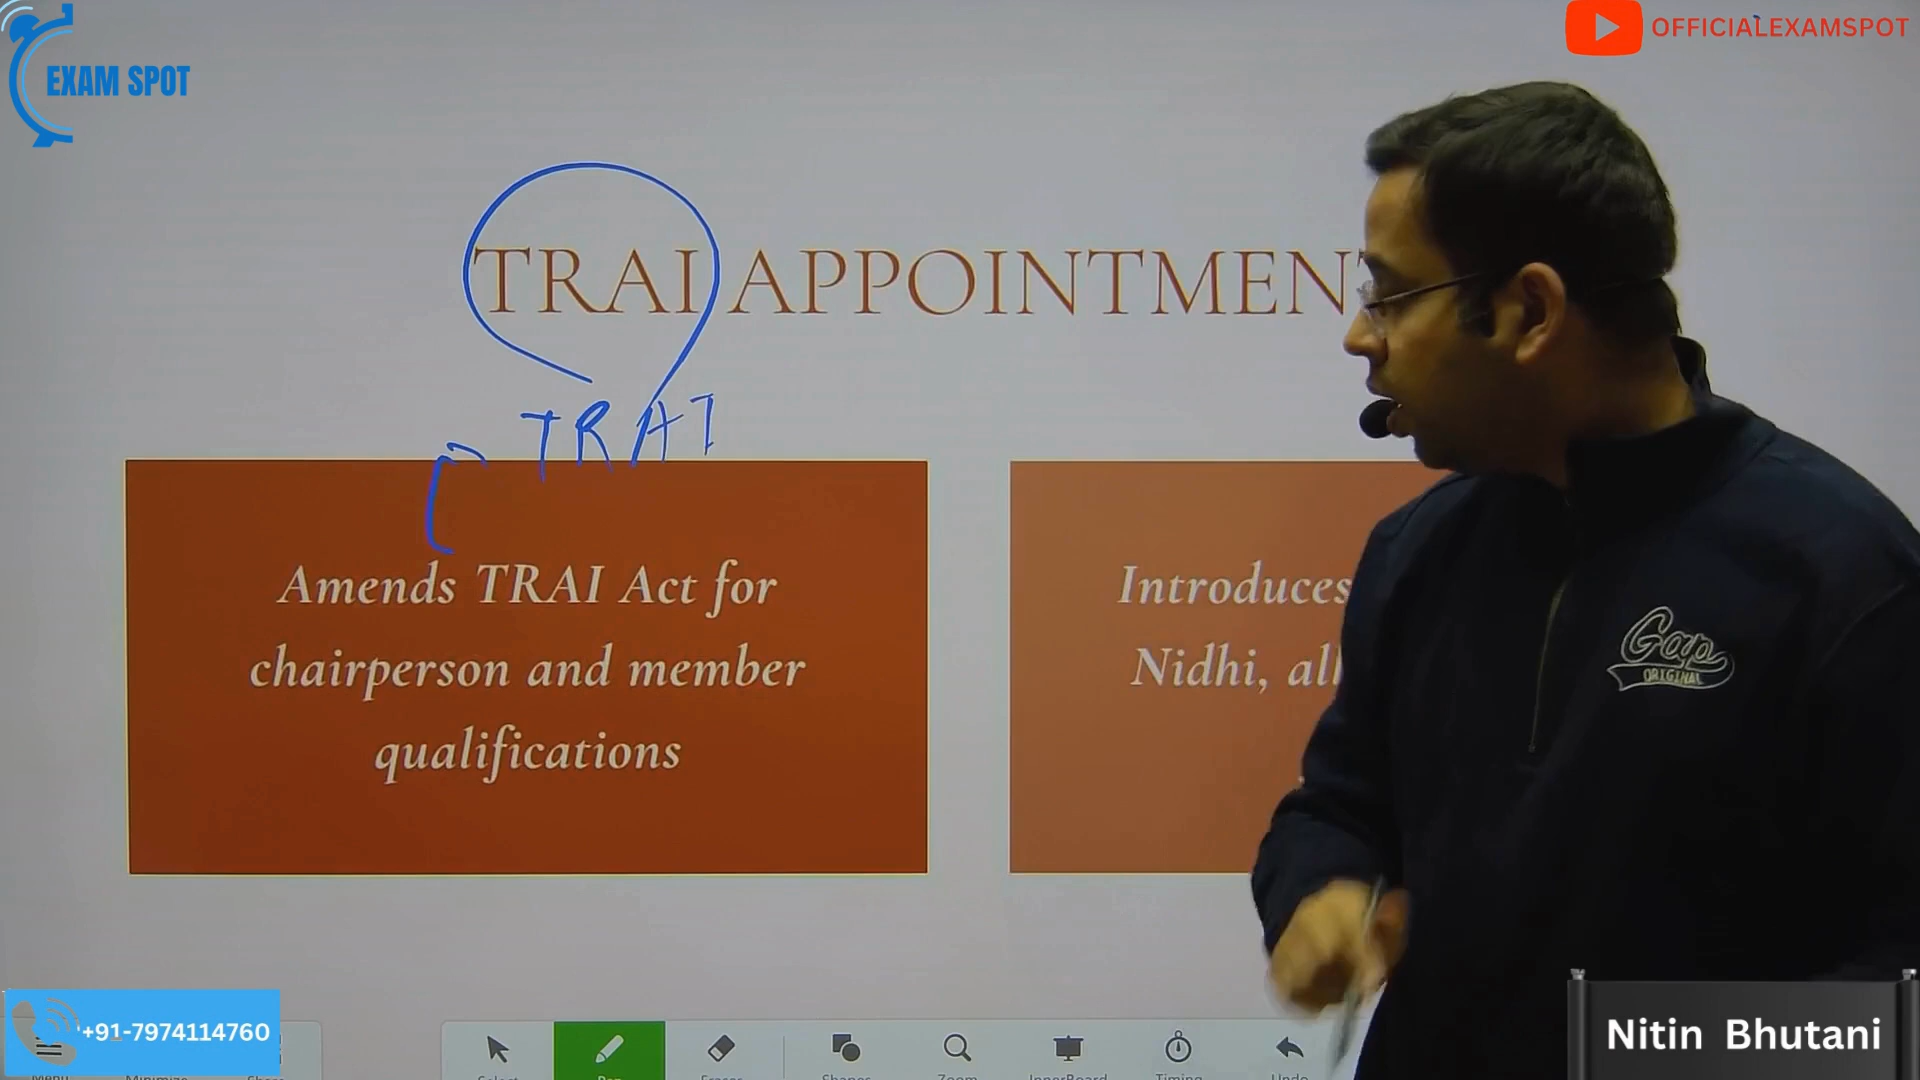 EXAM SPOT
OFFICIALEXAMSPOT
TRAI APPOINTMENT
TRAI
Amends TRAI Act for
chairperson and member
qualifications
Introduces
Nidhi, all
Gap
ORIGINAL
+91-7974114760
Nitin Bhutani